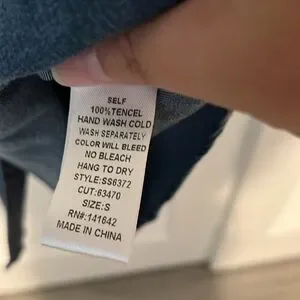 SELF
100%TENCEL
HAND WASH COLD
WASH SEPARATELY
COLOR WILL BLEED
NO BLEACH
HANG TO DRY
STYLE:SS6372
CUT:63470
SIZE:S
RN#:141642
MADE IN CHINA